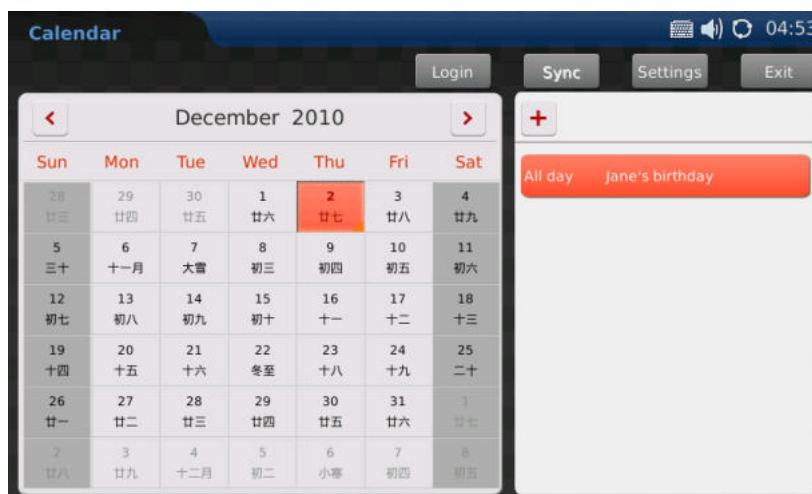 Calendar
04:53
Login
Sync
Settings
Exit
December 2010
Sun Mon Tue Wed Thu Fri Sat
28 29 30 1 2 3 4
廿三 廿四 廿五 廿六 廿七 廿八 廿九
5 6 7 8 9 10 11
三十 十一月 大雪 初三 初四 初五 初六
12 13 14 15 16 17 18
初七 初八 初九 初十 十一 十二 十三
19 20 21 22 23 24 25
十四 十五 十六 冬至 十八 十九 二十
26 27 28 29 30 31 1
廿一 廿二 廿三 廿四 廿五 廿六 廿七
2 3 4 5 6 7 8
廿八 廿九 十二月 初二 小寒 初四 初五
All day Jane's birthday